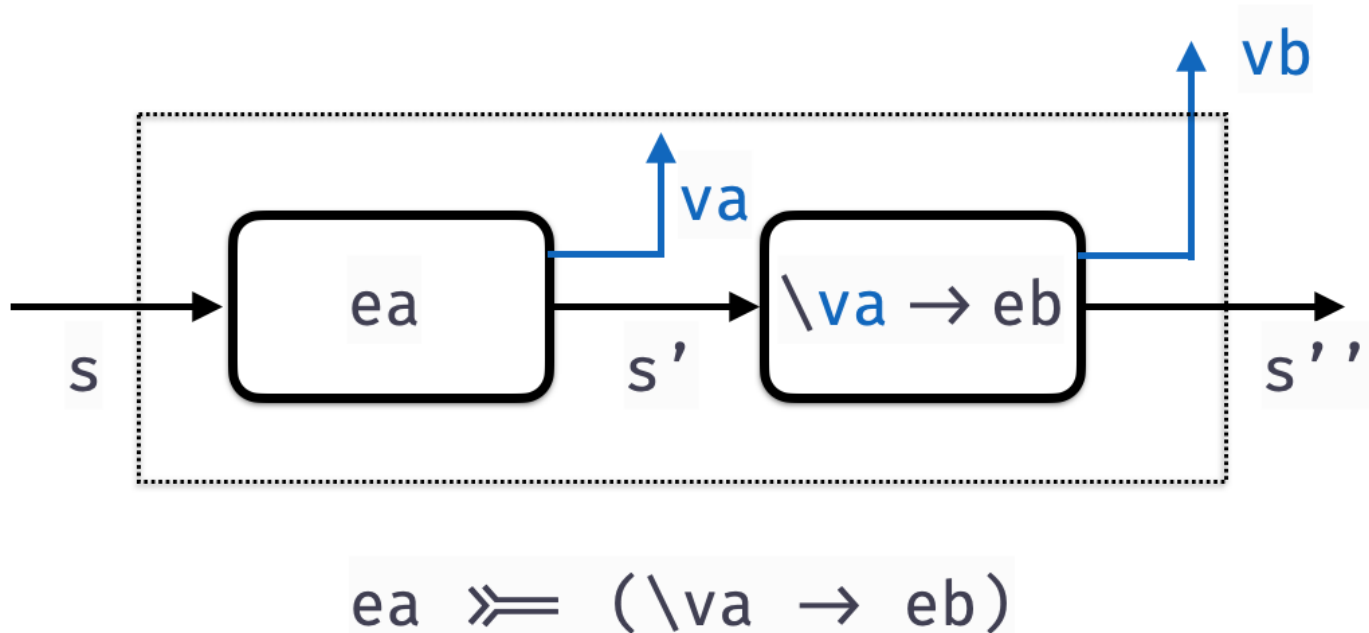 vb
va
ea
\va → eb
s
s'
s''
ea >>= (\va → eb)